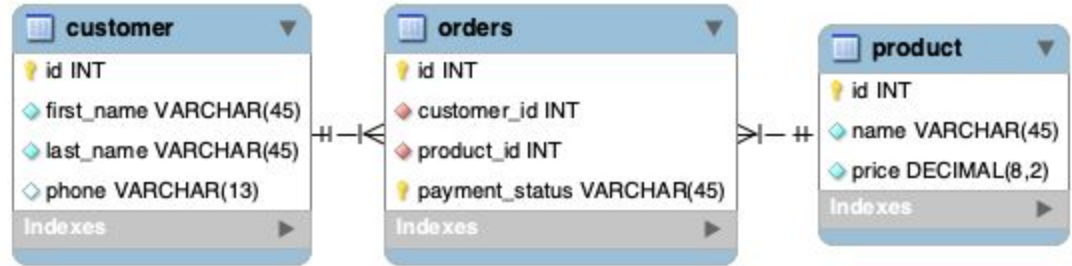 customer
id INT
first_name VARCHAR(45)
last_name VARCHAR(45)
phone VARCHAR(13)
Indexes
orders
id INT
customer_id INT
product_id INT
payment_status VARCHAR(45)
Indexes
product
id INT
name VARCHAR(45)
price DECIMAL(8,2)
Indexes